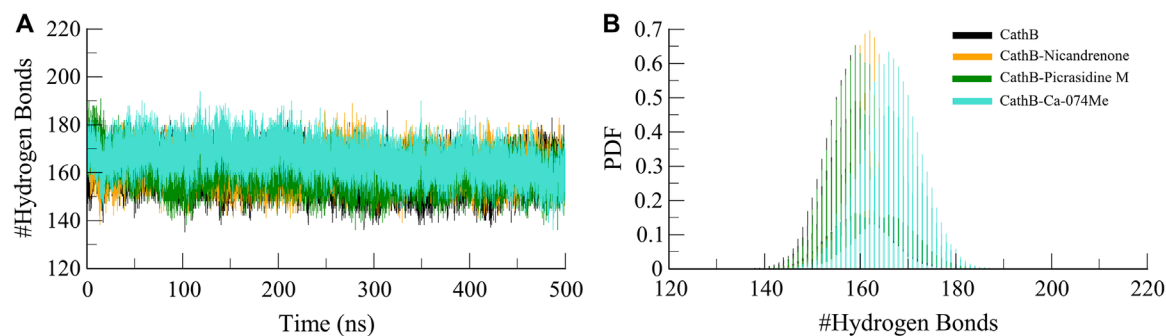 A
#Hydrogen Bonds
220
200
180
160
140
120
0 100 200 300 400 500
Time (ns)
B
PDF
0.7
0.6
0.5
0.4
0.3
0.2
0.1
0
120 140 160 180 200 220
#Hydrogen Bonds
CathB
CathB-Nicandrenone
CathB-Picrasidine M
CathB-Ca-074Me